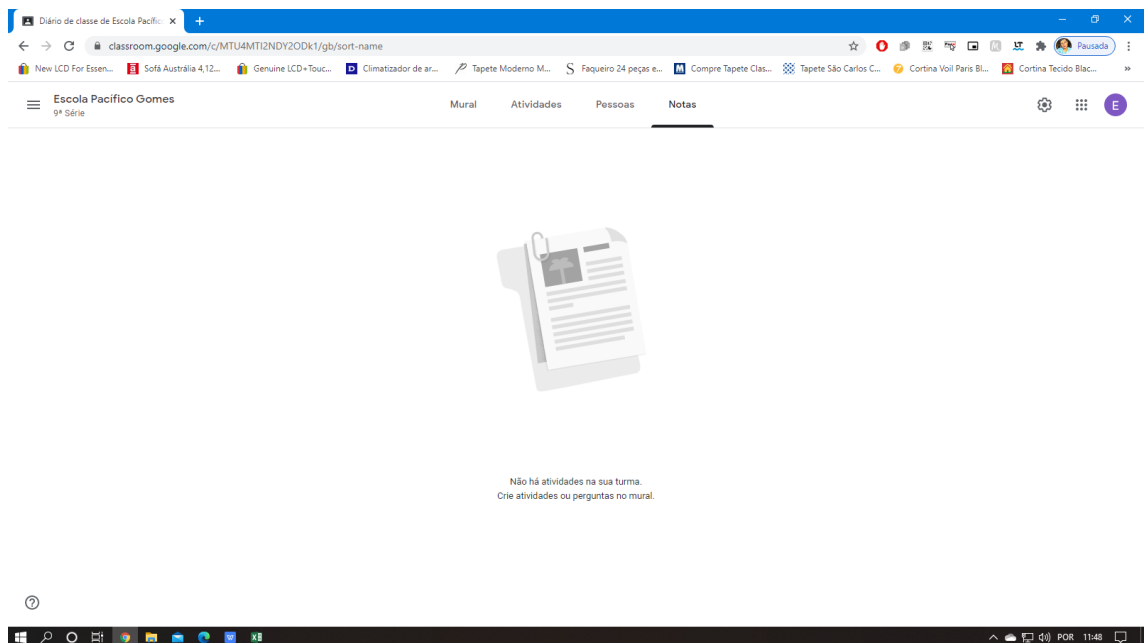 Diário de classe de Escola Pacífic
classroom.google.com/c/MTU4MTI2NDY2ODk1/gb/sort-name
Pausada
New LCD For Essen...
Sofá Austrália 4,12...
Genuine LCD+Touc...
Climatizador de ar...
Tapete Moderno M...
Faqueiro 24 peças e...
Compre Tapete Clas...
Tapete São Carlos C...
Cortina Voil Paris Bl...
Cortina Tecido Blac...
Escola Pacífico Gomes
9ª Série
Mural
Atividades
Pessoas
Notas
E
Não há atividades na sua turma.
Crie atividades ou perguntas no mural.
POR
11:48